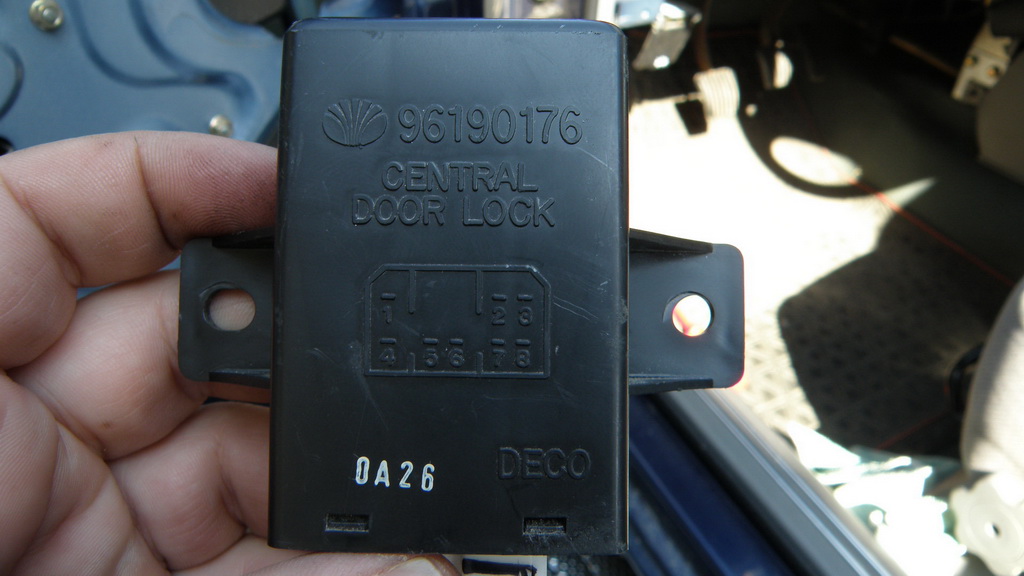 96190176
CENTRAL
DOOR LOCK
1 2 3
4 5 6 7 8
0A26 DECO